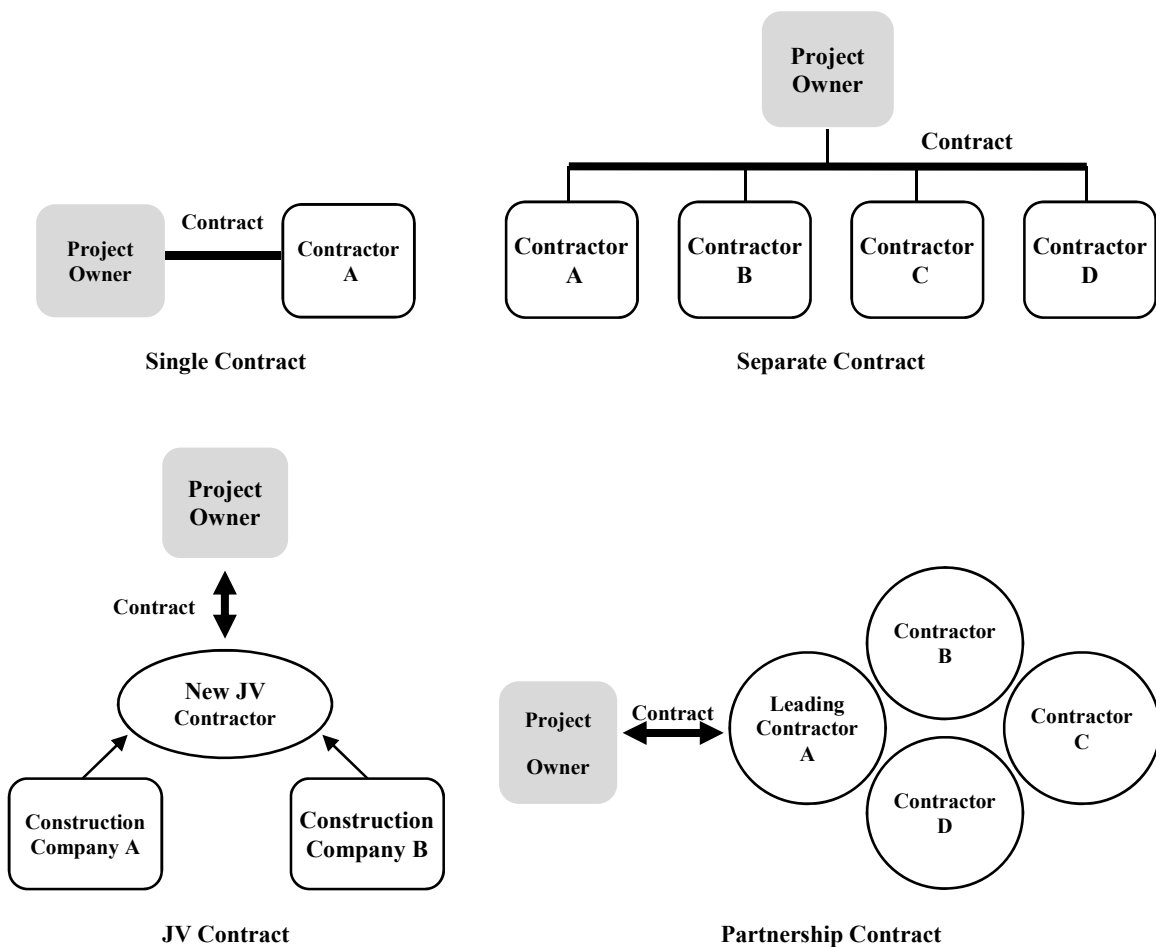 Project
Owner
Contract
Contractor
A
Single Contract
Project
Owner
Contract
Contractor
A
Contractor
B
Contractor
C
Contractor
D
Separate Contract
Project
Owner
Contract
New JV
Contractor
Construction
Company A
Construction
Company B
JV Contract
Project
Owner
Contract
Leading
Contractor
A
Contractor
B
Contractor
C
Contractor
D
Partnership Contract